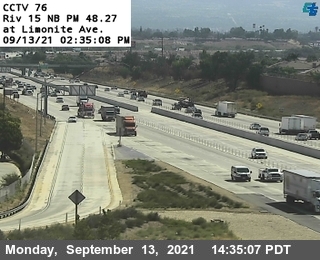 CCTV 76
Riv 15 NB PM 48.27
at Limonite Ave.
09/13/21 02:35:08 PM
Monday, September 13, 2021 14:35:07 PDT